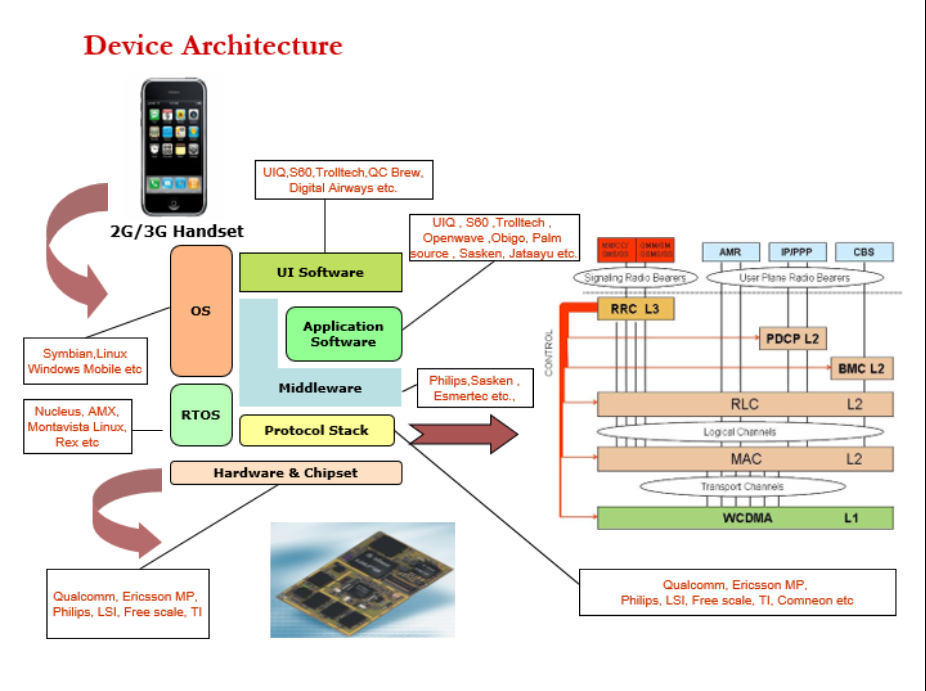 Device Architecture
2G/3G Handset
UIQ,S60,Trolltech,QC Brew,
Digital Airways etc.
UIQ , S60 ,Trolltech ,
Openwave ,Obigo, Palm
source , Sasken, Jataayu etc.
OS
UI Software
Application
Software
Middleware
RTOS
Protocol Stack
Hardware & Chipset
Symbian,Linux
Windows Mobile etc
Nucleus, AMX,
Montavista Linux,
Rex etc
Philips,Sasken ,
Esmertec etc.,
Qualcomm, Ericsson MP,
Philips, LSI, Free scale, TI
AMR
IP/PPP
CBS
Signaling Radio Bearers
User Plane Radio Bearers
RRC L3
CONTROL
PDCP L2
BMC L2
RLC L2
Logical Channels
MAC L2
Transport Channels
WCDMA L1
Qualcomm, Ericsson MP,
Philips, LSI, Free scale, TI, Comneon etc